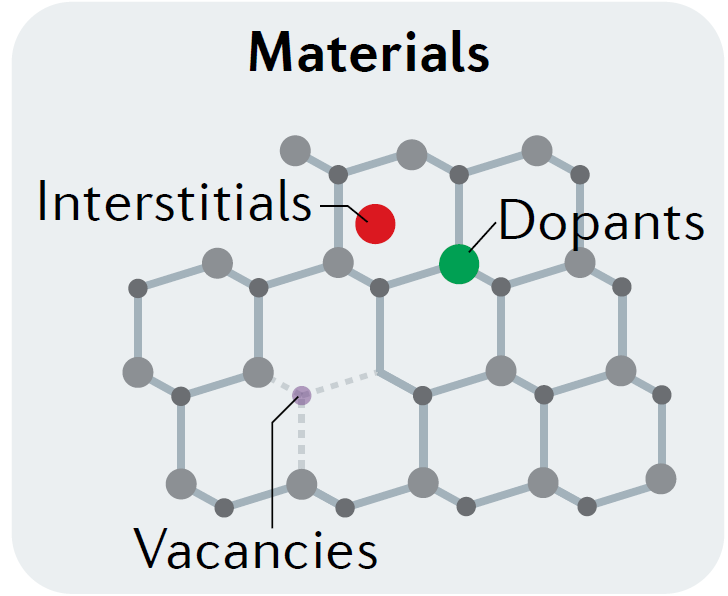 Materials
Interstitials
Dopants
Vacancies